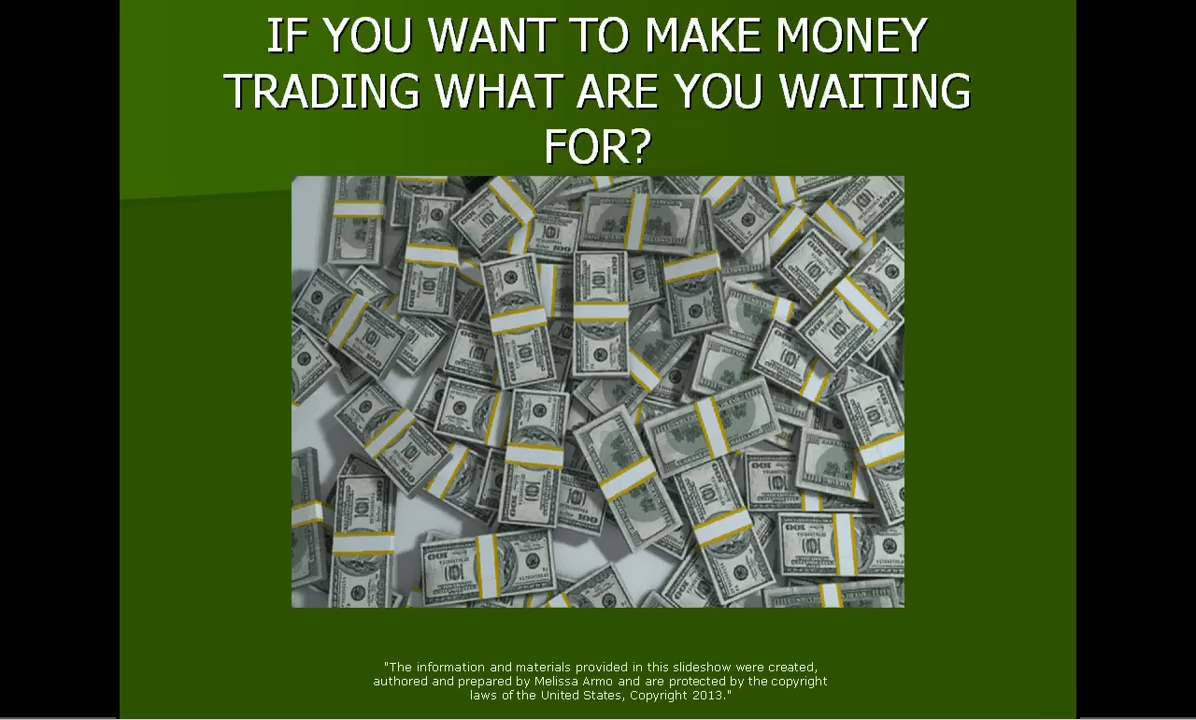 IF YOU WANT TO MAKE MONEY
TRADING WHAT ARE YOU WAITING
FOR?
"The information and materials provided in this slideshow were created,
authored and prepared by Melissa Armo and are protected by the copyright
laws of the United States, Copyright 2013."